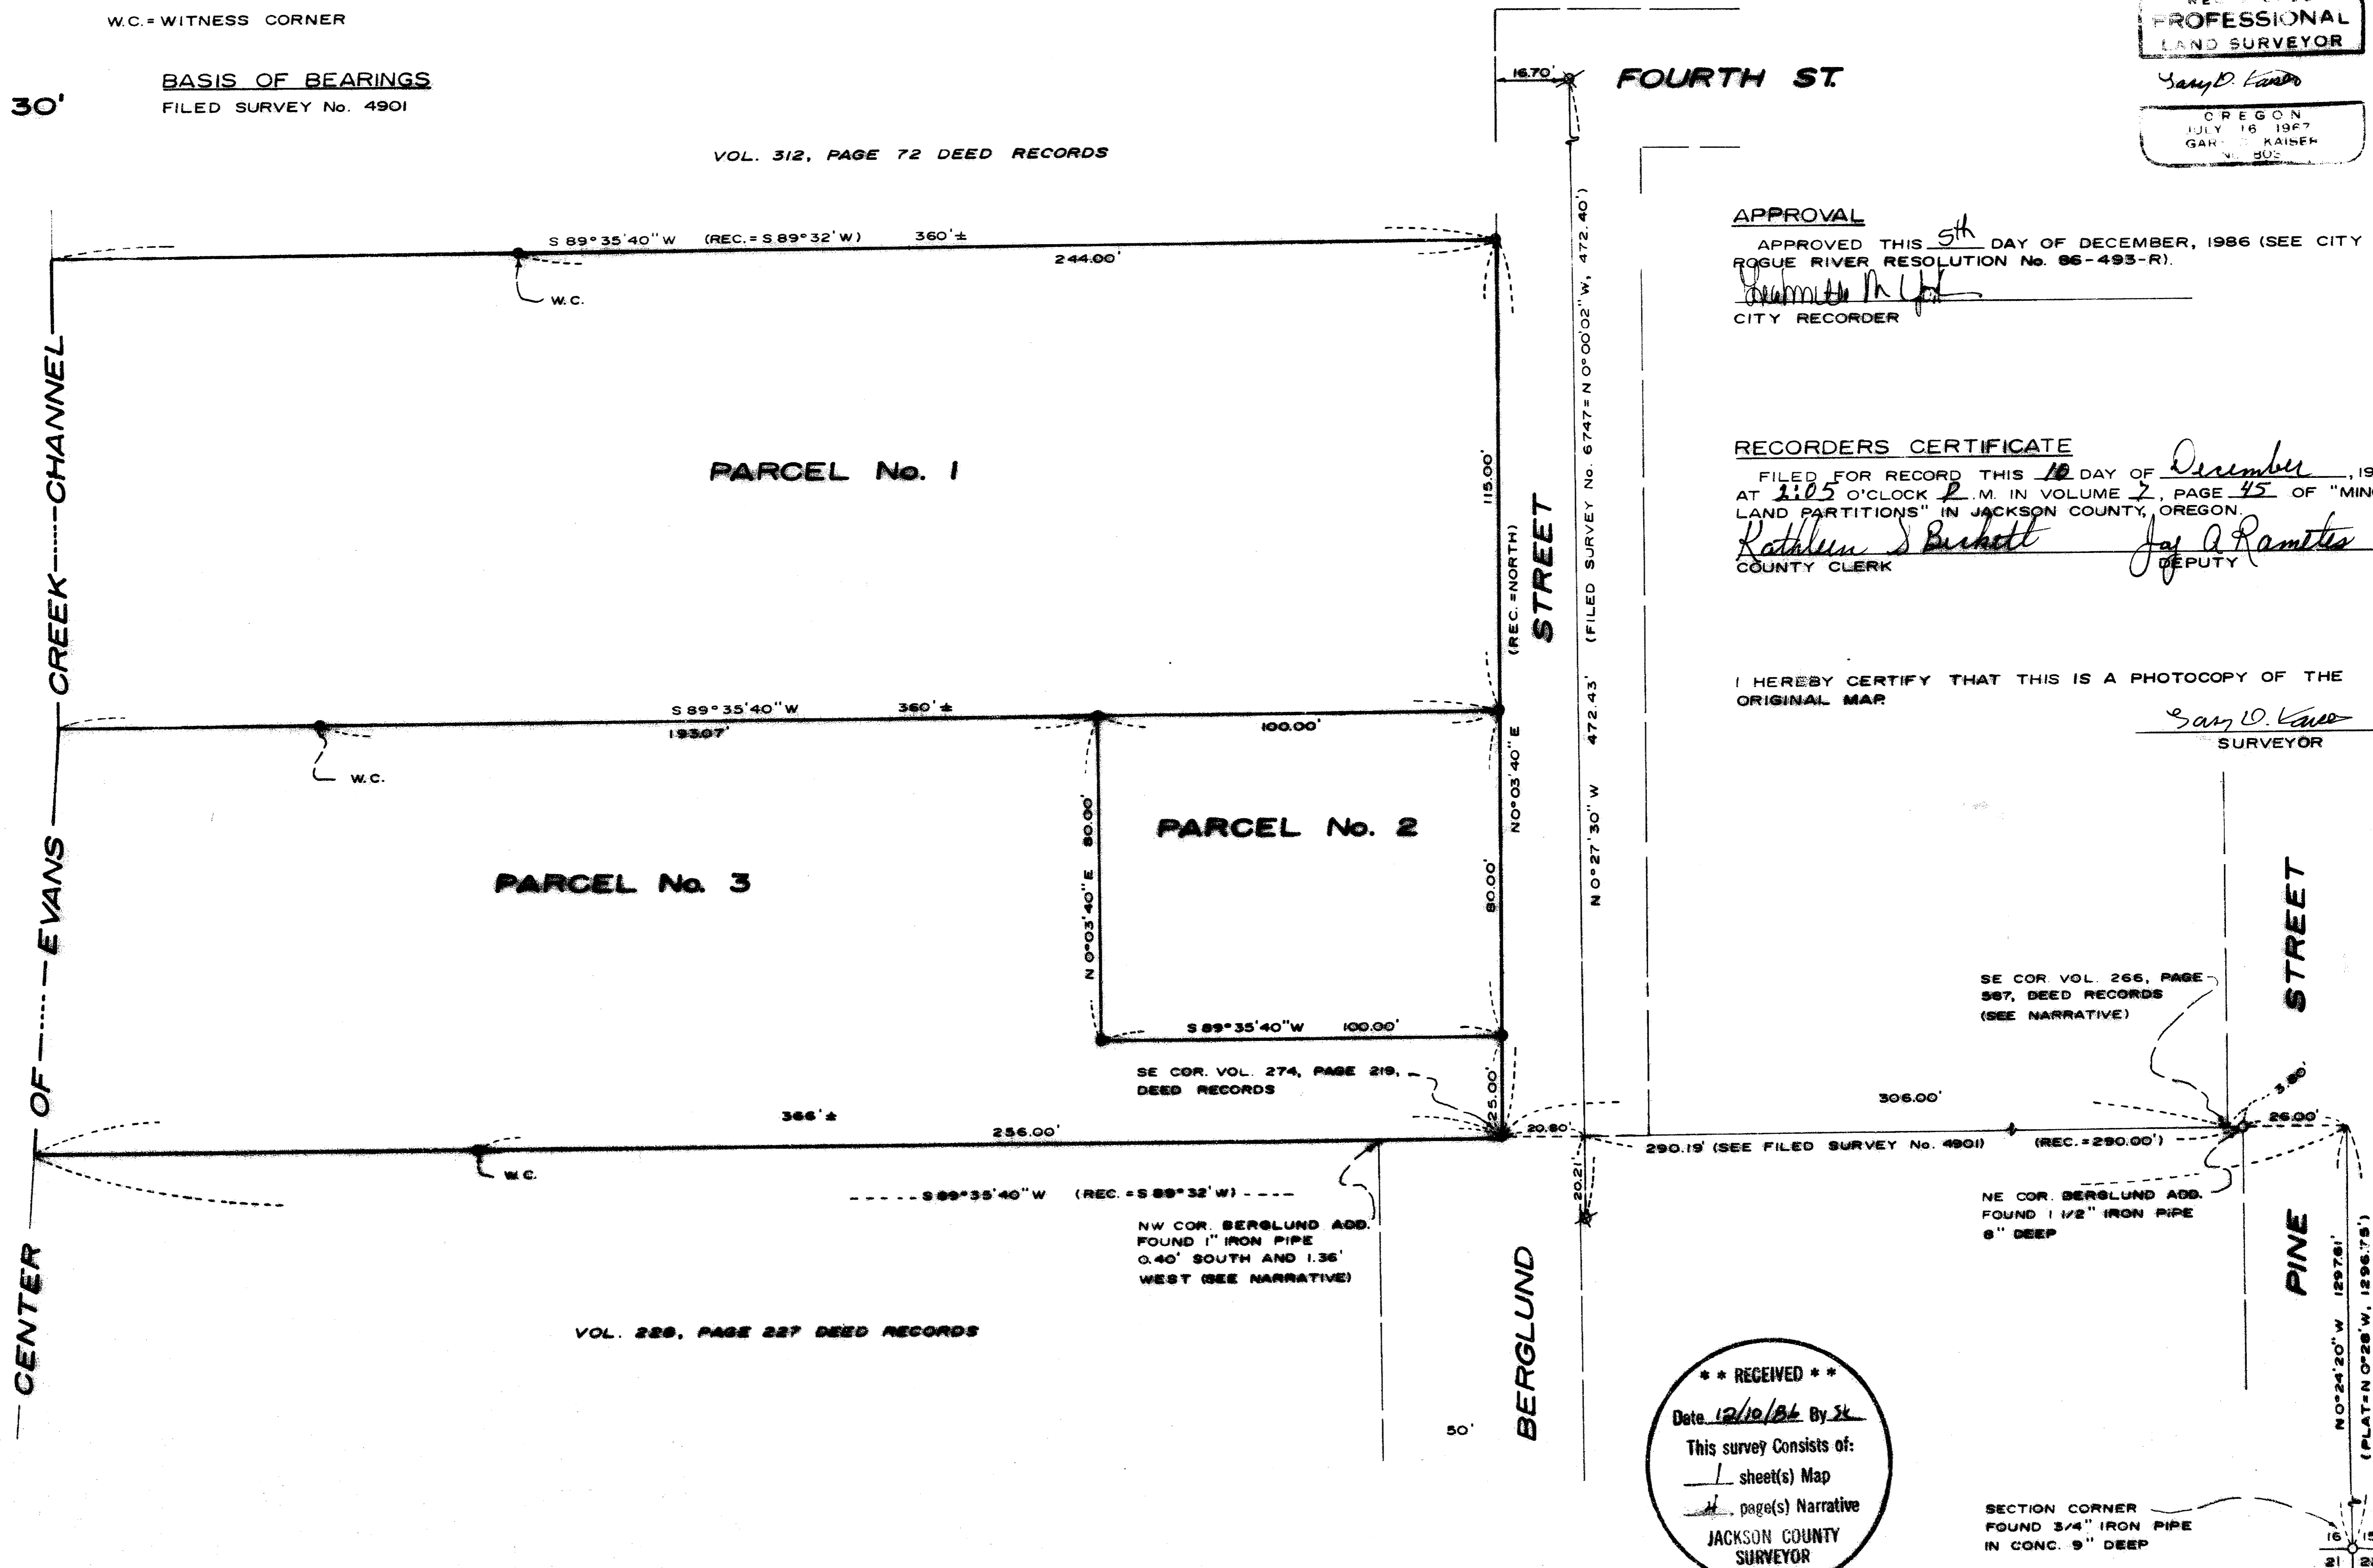 W.C. = WITNESS CORNER
BASIS OF BEARINGS
30'
FILED SURVEY No. 4901
VOL. 312, PAGE 72 DEED RECORDS
16.70'
FOURTH ST.
PROFESSIONAL
LAND SURVEYOR
Gary D. Kaiser
OREGON
JULY 16 1967
KAISER
APPROVAL
APPROVED THIS 5th DAY OF DECEMBER, 1986 (SEE CITY
ROGUE RIVER RESOLUTION No. 86-493-R).
CITY RECORDER
S 89°35'40"W (REC.= S 89°32'W) 360'±
244.00'
W.C.
CENTER OF EVANS CREEK CHANNEL
PARCEL No. 1
115.00'
(REC.=NORTH)
STREET
(FILED SURVEY No. 6747= N 0°00'02"W, 472.40')
472.43'
N 0°27'30"W
RECORDERS CERTIFICATE
FILED FOR RECORD THIS 10 DAY OF December, 19
AT 2:05 O'CLOCK P.M. IN VOLUME 7, PAGE 45 OF "MIN
LAND PARTITIONS" IN JACKSON COUNTY, OREGON.
Kathleen S Beckett
COUNTY CLERK
DEPUTY
I HEREBY CERTIFY THAT THIS IS A PHOTOCOPY OF THE
ORIGINAL MAP.
Gary D. Kaiser
SURVEYOR
S 89°35'40"W 360'±
193.07'
100.00'
W.C.
N0°03'40"E
PARCEL No. 2
N 0°03'40"E 80.00'
80.00'
PARCEL No. 3
S 89°35'40"W 100.00'
SE COR. VOL. 274, PAGE 219,
DEED RECORDS
25.00'
SE COR. VOL. 266, PAGE
587, DEED RECORDS
(SEE NARRATIVE)
STREET
366'±
256.00'
20.80'
306.00'
3.80'
26.00'
290.19' (SEE FILED SURVEY No. 4901) (REC.=290.00')
W.C.
S 89°35'40"W (REC. = S 89°32'W)
20.21'
NW COR. BERGLUND ADD.
FOUND 1" IRON PIPE
0.40' SOUTH AND 1.36'
WEST (SEE NARRATIVE)
NE COR. BERGLUND ADD.
FOUND 1 1/2" IRON PIPE
8" DEEP
VOL. 226, PAGE 227 DEED RECORDS
BERGLUND
50'
PINE
N0°24'20"W 1297.61'
(PLAT=N 0°28'W, 1296.75')
* * RECEIVED * *
Date 12/10/86 By SK
This survey Consists of:
1 sheet(s) Map
4 page(s) Narrative
JACKSON COUNTY
SURVEYOR
SECTION CORNER
FOUND 3/4" IRON PIPE
IN CONC. 9" DEEP
16 15
21